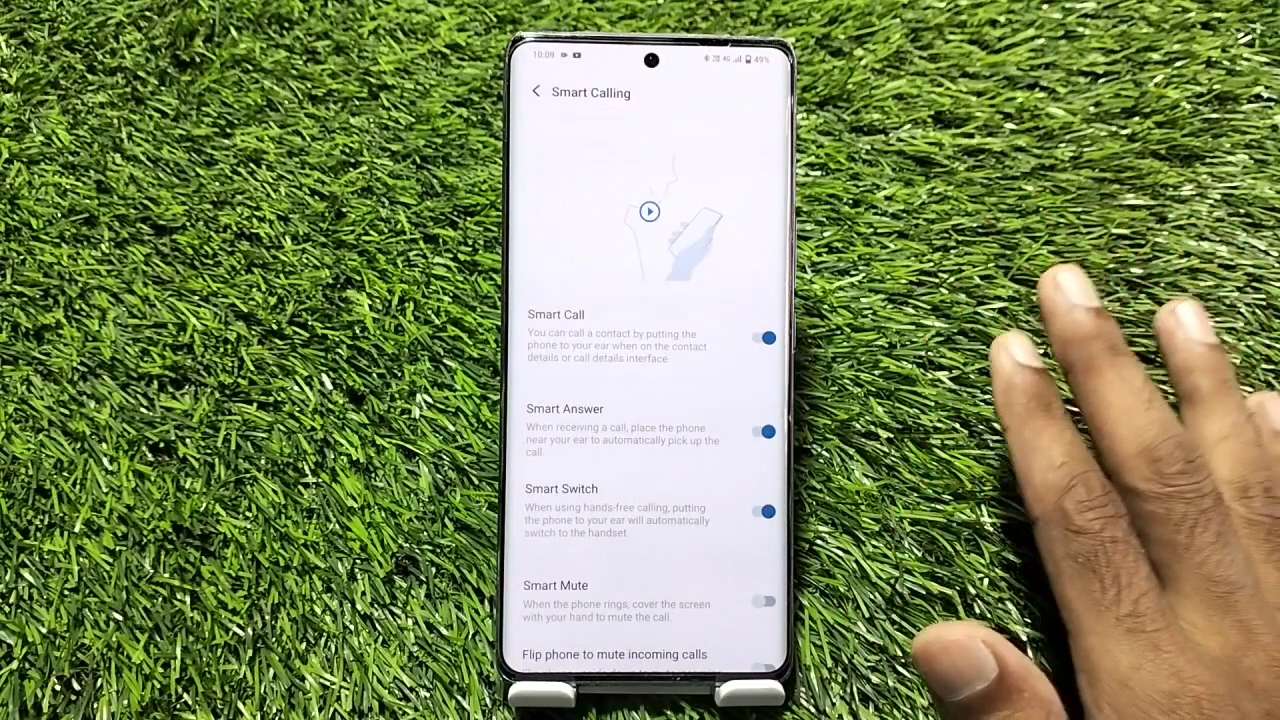 10:09 4G 49%
Smart Calling
Smart Call
You can call a contact by putting the
phone to your ear when on the contact
details or call details interface.
Smart Answer
When receiving a call, place the phone
near your ear to automatically pick up the
call.
Smart Switch
When using hands-free calling, putting
the phone to your ear will automatically
switch to the handset.
Smart Mute
When the phone rings, cover the screen
with your hand to mute the call.
Flip phone to mute incoming calls